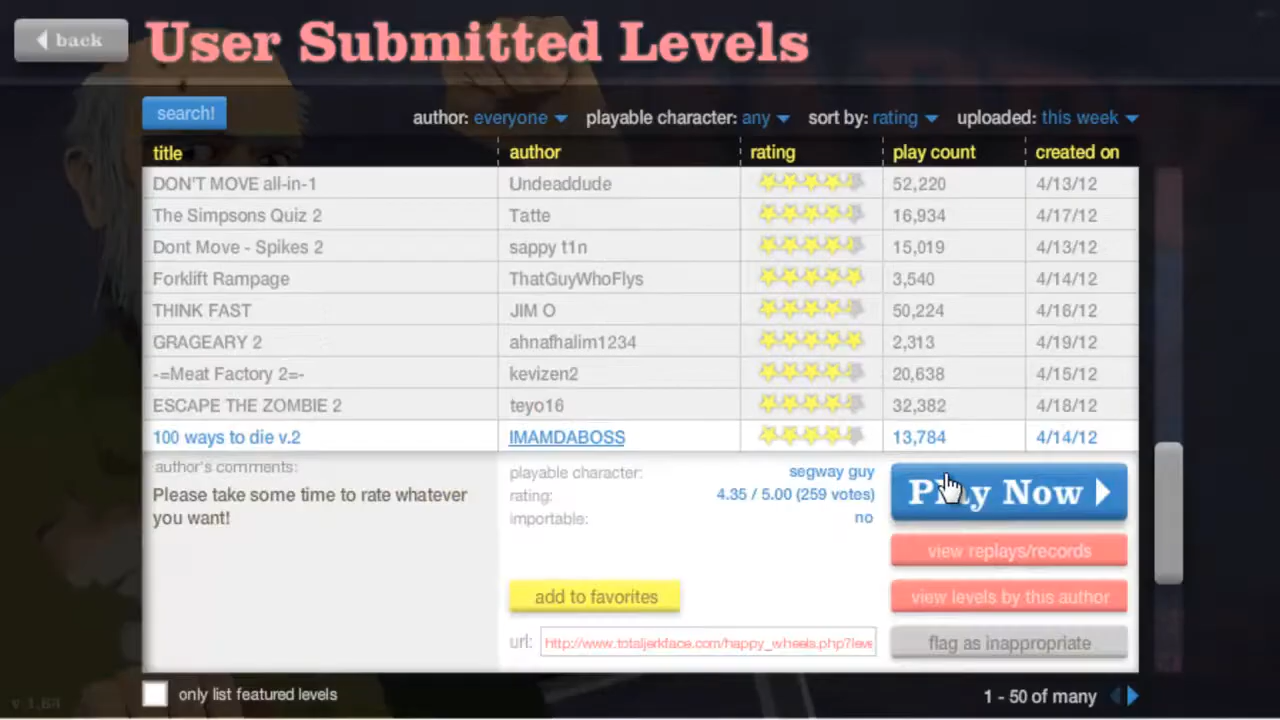 back
User Submitted Levels
search!
author: everyone playable character: any sort by: rating uploaded: this week
title author rating play count created on
DON'T MOVE all-in-1 Undeaddude 52,220 4/13/12
The Simpsons Quiz 2 Tatte 16,934 4/17/12
Dont Move - Spikes 2 sappy t1n 15,019 4/13/12
Forklift Rampage ThatGuyWhoFlys 3,540 4/14/12
THINK FAST JIM O 50,224 4/16/12
GRAGEARY 2 ahnafhalim1234 2,313 4/19/12
-=Meat Factory 2=- kevizen2 20,638 4/15/12
ESCAPE THE ZOMBIE 2 teyo16 32,382 4/18/12
100 ways to die v.2 IMAMDABOSS 13,784 4/14/12
author's comments:
Please take some time to rate whatever
you want!
playable character: segway guy
rating: 4.35 / 5.00 (259 votes)
importable: no
Play Now
view replays/records
add to favorites
view levels by this author
url: http://www.totaljerkface.com/happy_wheels.php?leve
flag as inappropriate
only list featured levels
1 - 50 of many